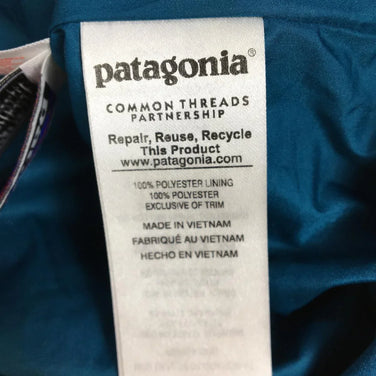 patagonia®
COMMON THREADS
PARTNERSHIP
Repair, Reuse, Recycle
This Product
www.patagonia.com
100% POLYESTER LINING
100% POLYESTER
EXCLUSIVE OF TRIM
MADE IN VIETNAM
FABRIQUÉ AU VIETNAM
HECHO EN VIETNAM